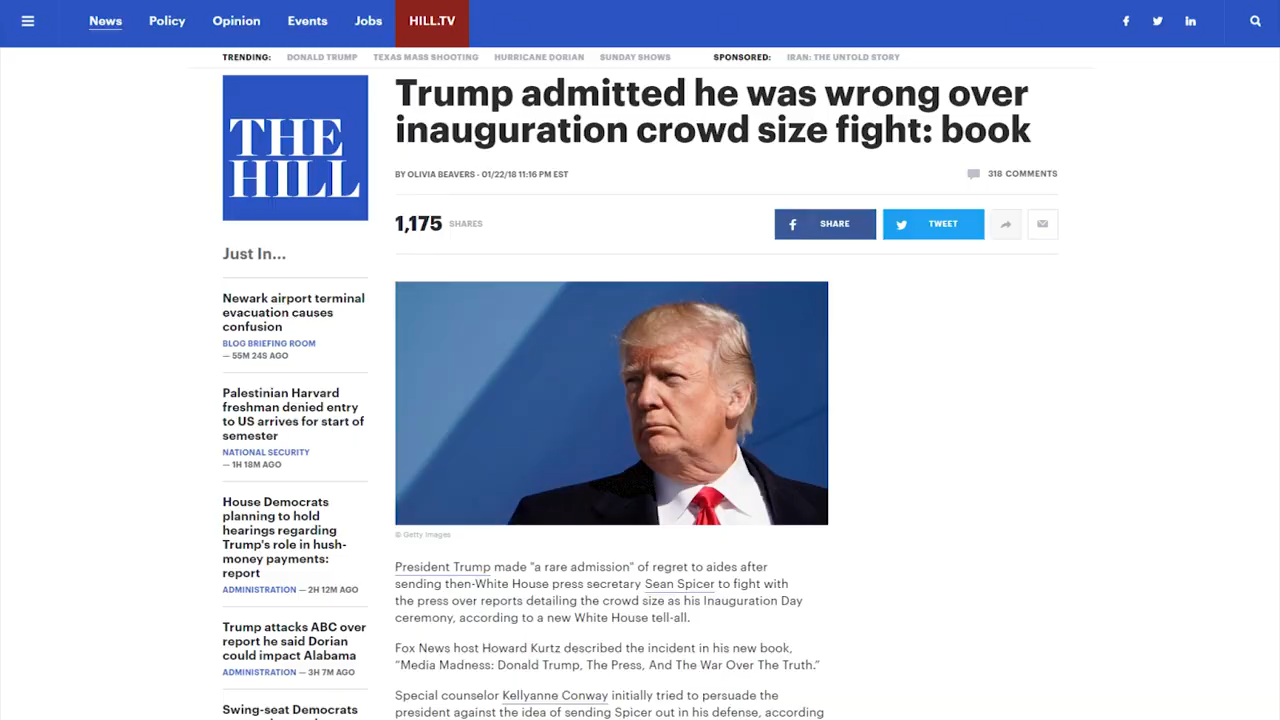 News Policy Opinion Events Jobs HILL.TV
TRENDING: DONALD TRUMP TEXAS MASS SHOOTING HURRICANE DORIAN SUNDAY SHOWS SPONSORED: IRAN: THE UNTOLD STORY
THE
HILL
Just In...
Newark airport terminal
evacuation causes
confusion
BLOG BRIEFING ROOM
— 55M 24S AGO
Palestinian Harvard
freshman denied entry
to US arrives for start of
semester
NATIONAL SECURITY
— 1H 18M AGO
House Democrats
planning to hold
hearings regarding
Trump's role in hush-
money payments:
report
ADMINISTRATION — 2H 12M AGO
Trump attacks ABC over
report he said Dorian
could impact Alabama
ADMINISTRATION — 3H 7M AGO
Swing-seat Democrats
Trump admitted he was wrong over
inauguration crowd size fight: book
BY OLIVIA BEAVERS - 01/22/18 11:16 PM EST
318 COMMENTS
1,175 SHARES
SHARE
TWEET
© Getty Images
President Trump made "a rare admission" of regret to aides after
sending then-White House press secretary Sean Spicer to fight with
the press over reports detailing the crowd size as his Inauguration Day
ceremony, according to a new White House tell-all.
Fox News host Howard Kurtz described the incident in his new book,
“Media Madness: Donald Trump, The Press, And The War Over The Truth.”
Special counselor Kellyanne Conway initially tried to persuade the
president against the idea of sending Spicer out in his defense, according